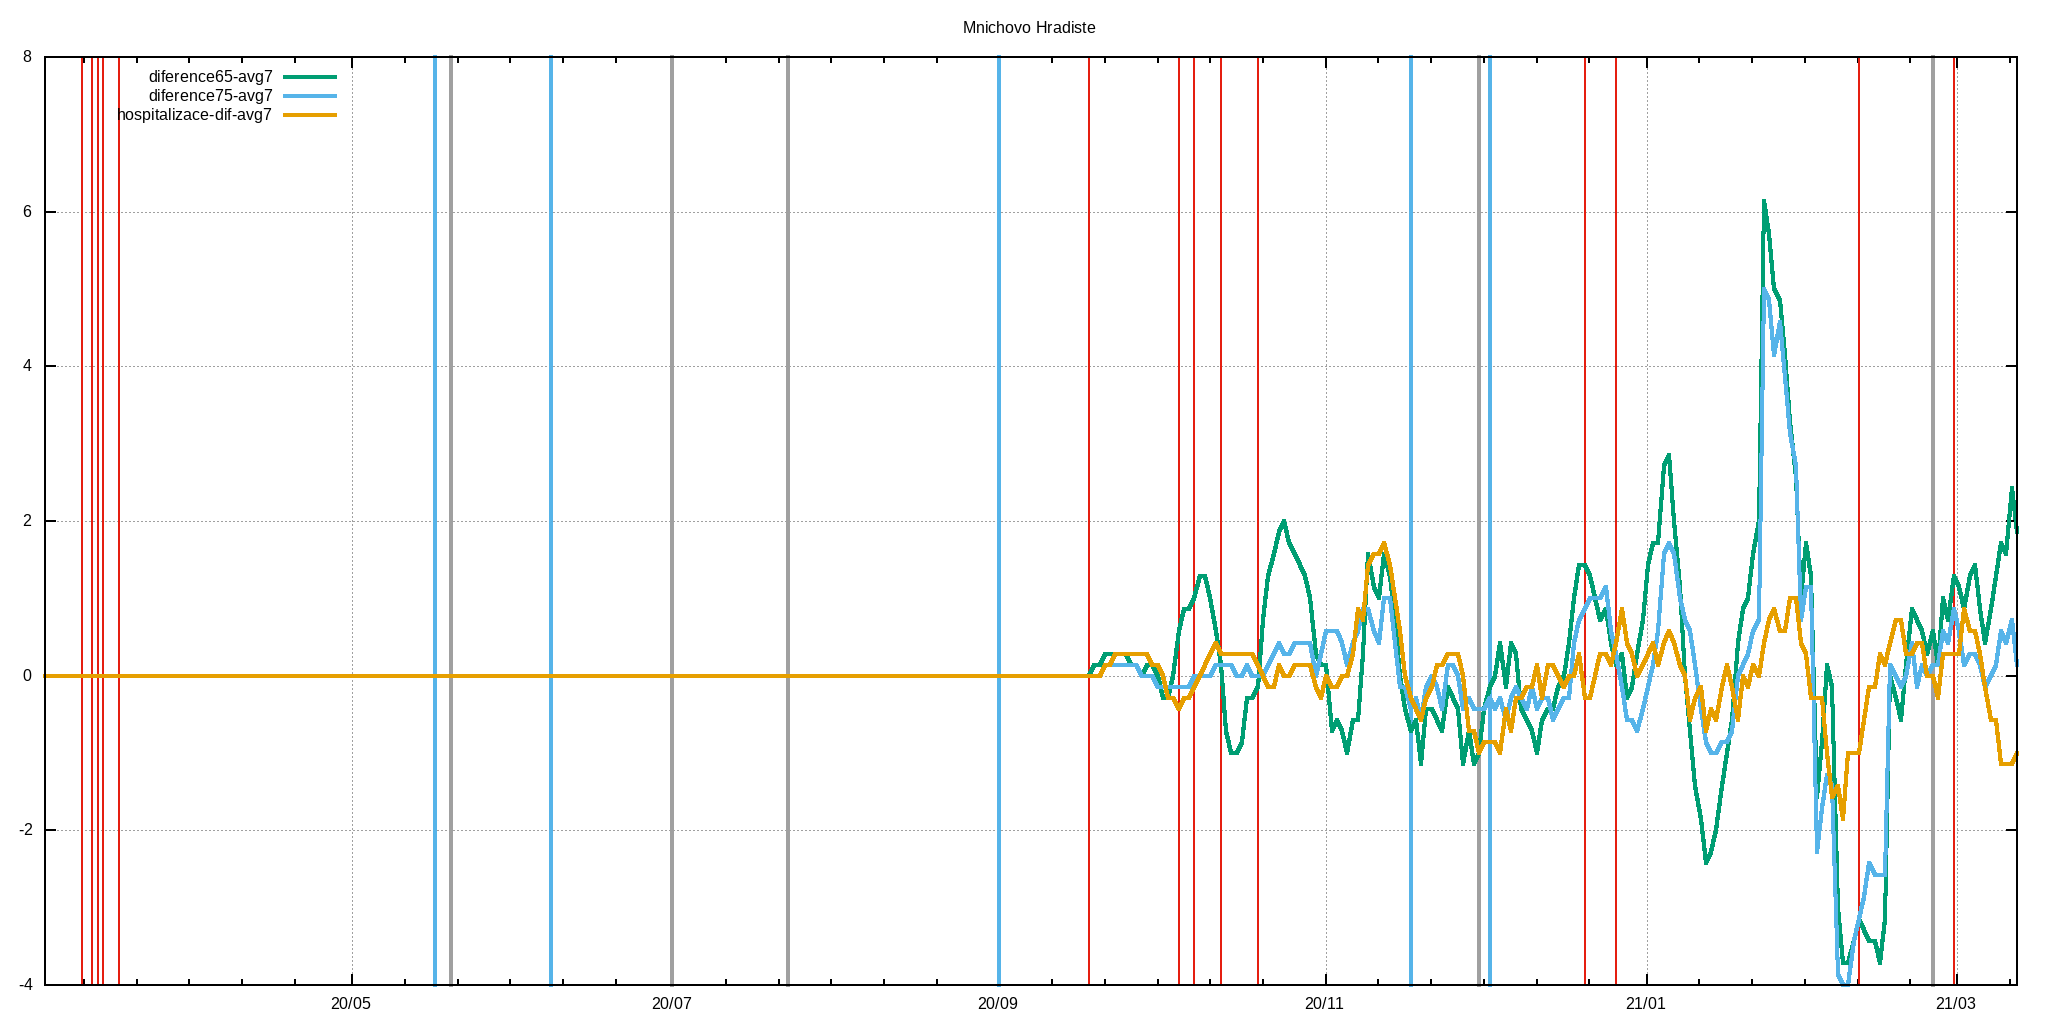 Mnichovo Hradiste
8
diference65-avg7
diference75-avg7
hospitalizace-dif-avg7
6
4
2
0
-2
-4
20/05 20/07 20/09 20/11 21/01 21/03